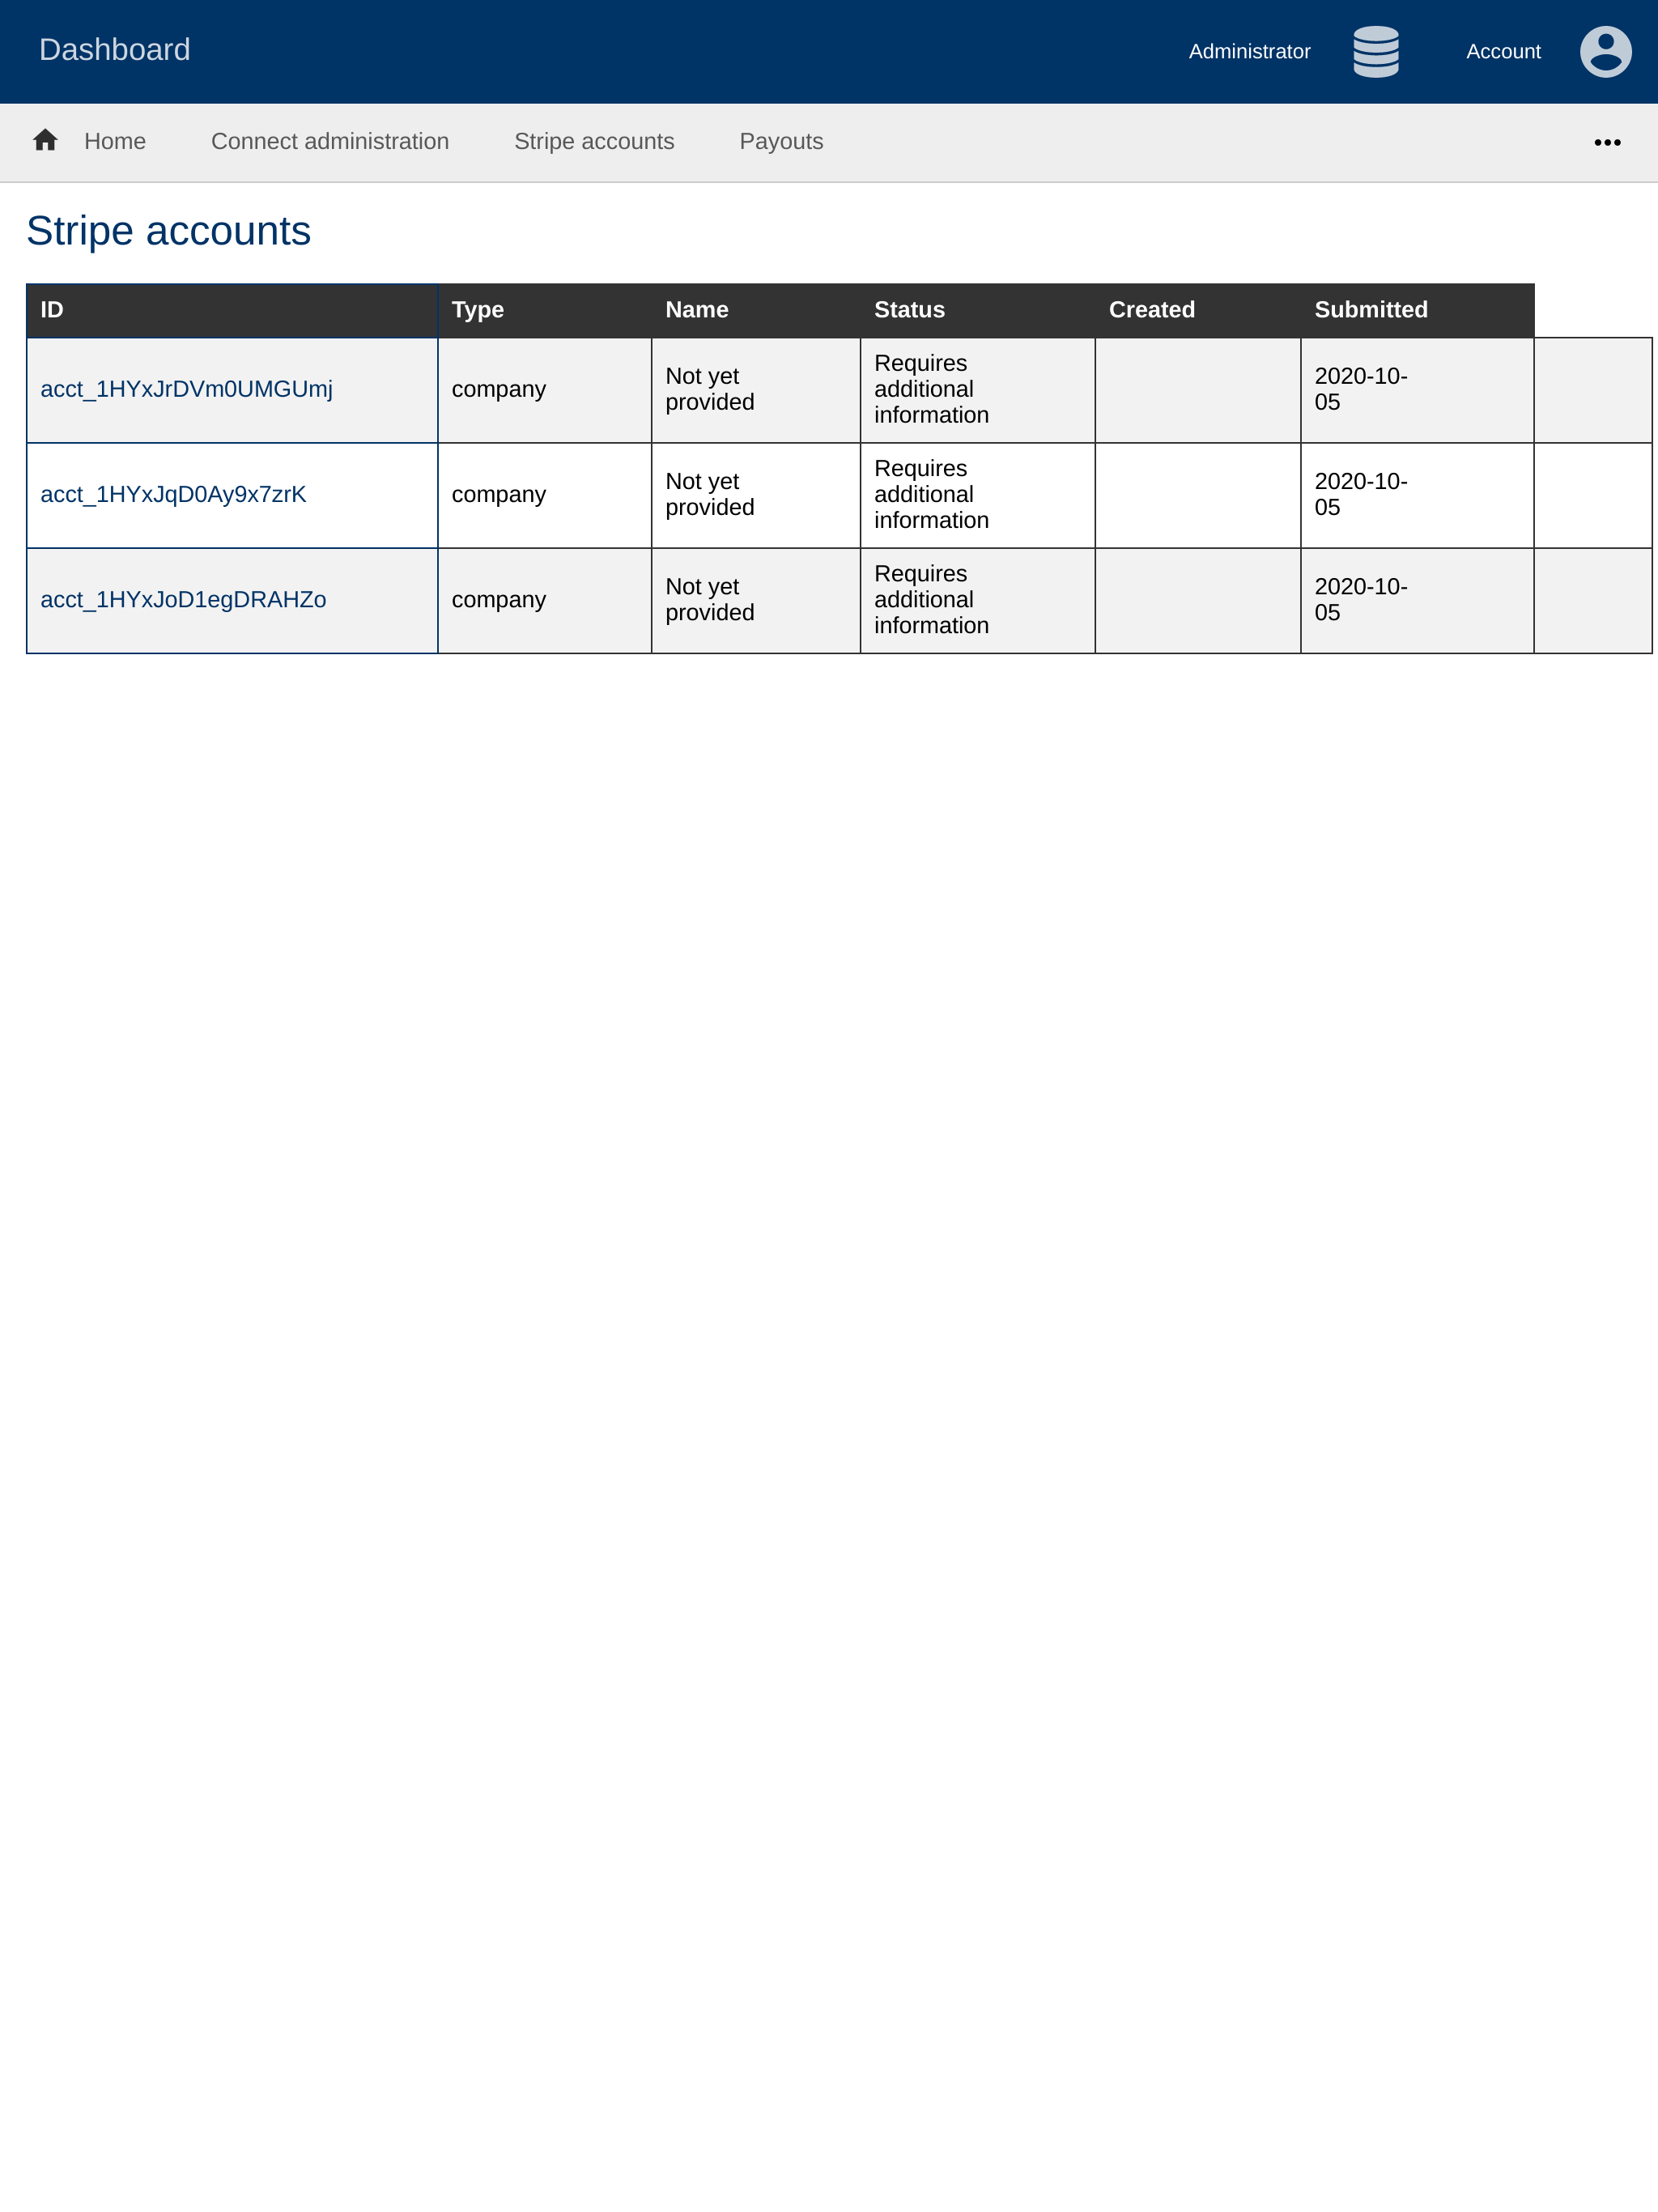 Dashboard
Administrator
Account
Home
Connect administration
Stripe accounts
Payouts
Stripe accounts
ID Type Name Status Created Submitted
acct_1HYxJrDVm0UMGUmj
company
Not yet
provided
Requires
additional
information
2020-10-
05
acct_1HYxJqD0Ay9x7zrK
company
Not yet
provided
Requires
additional
information
2020-10-
05
acct_1HYxJoD1egDRAHZo
company
Not yet
provided
Requires
additional
information
2020-10-
05